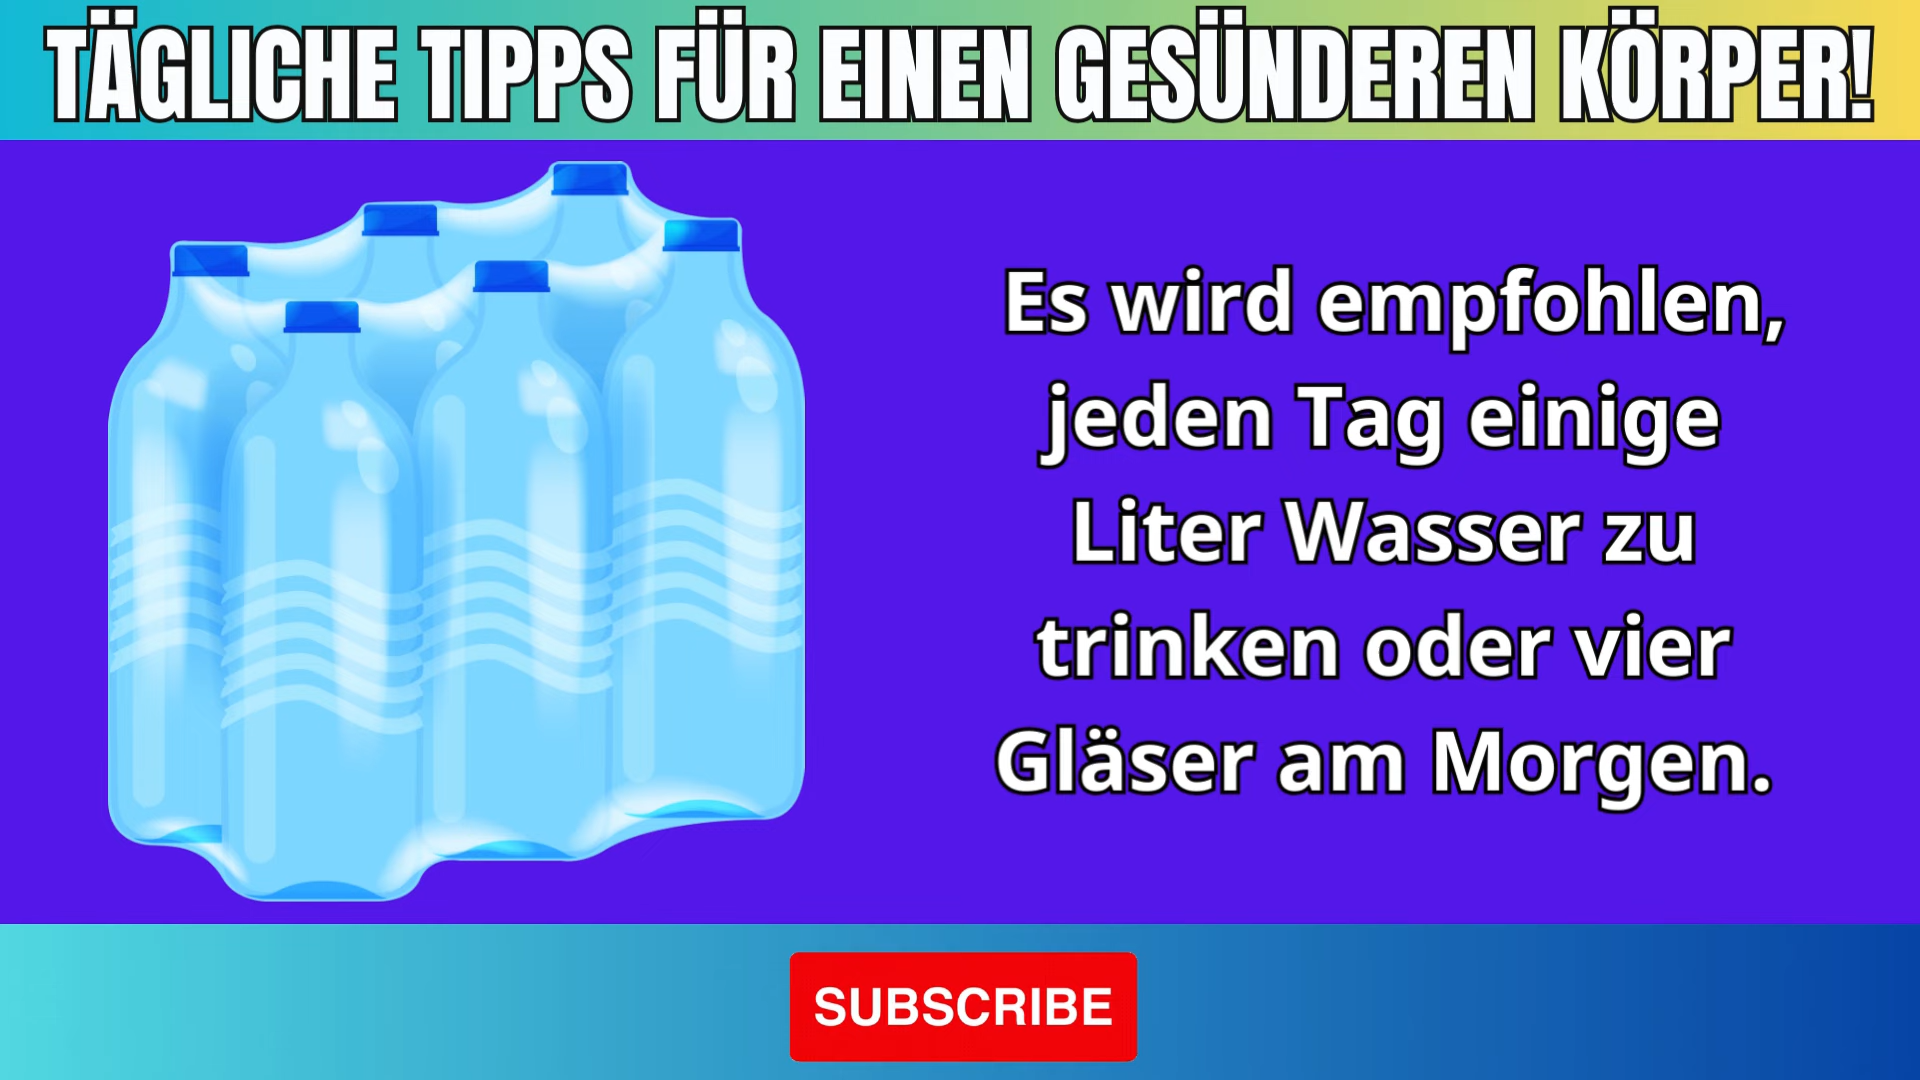 TÄGLICHE TIPPS FÜR EINEN GESÜNDEREN KÖRPER!
Es wird empfohlen,
jeden Tag einige
Liter Wasser zu
trinken oder vier
Gläser am Morgen.
SUBSCRIBE